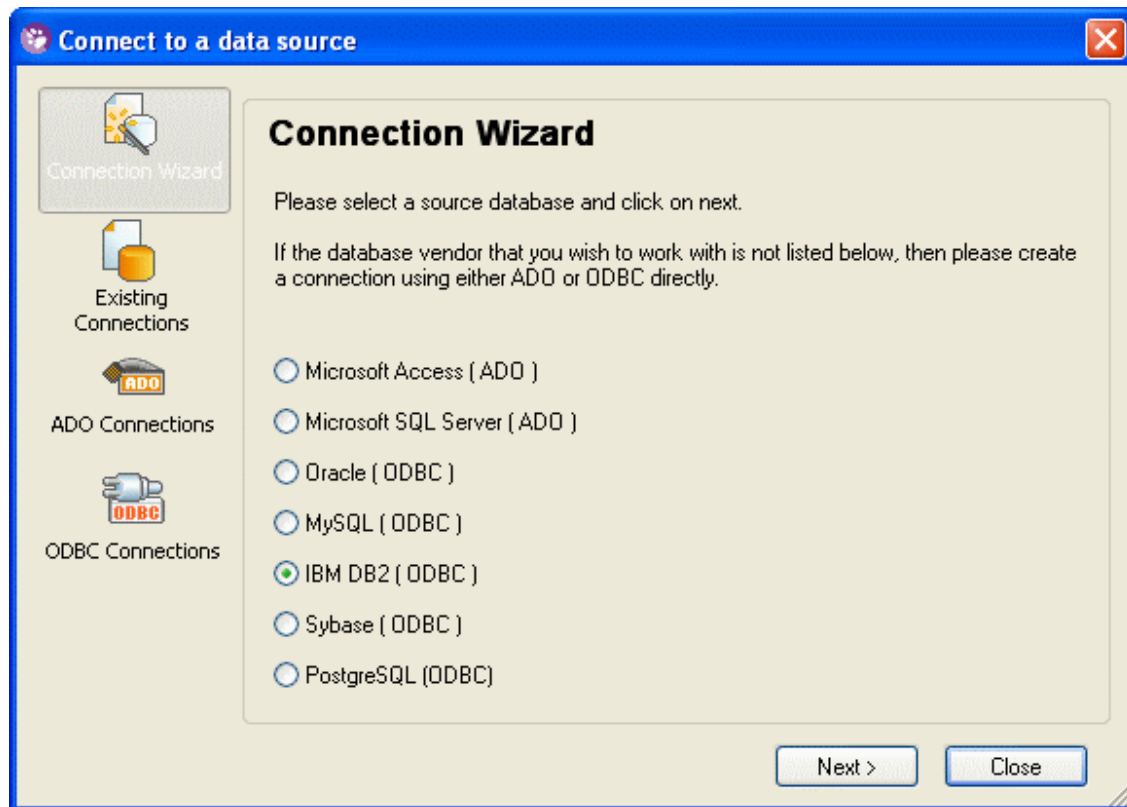 Connect to a data source
Connection Wizard
Existing
Connections
ADO
ADO Connections
ODBC
ODBC Connections
Connection Wizard
Please select a source database and click on next.
If the database vendor that you wish to work with is not listed below, then please create
a connection using either ADO or ODBC directly.
Microsoft Access ( ADO )
Microsoft SQL Server ( ADO )
Oracle ( ODBC )
MySQL ( ODBC )
IBM DB2 ( ODBC )
Sybase ( ODBC )
PostgreSQL (ODBC)
Next >
Close